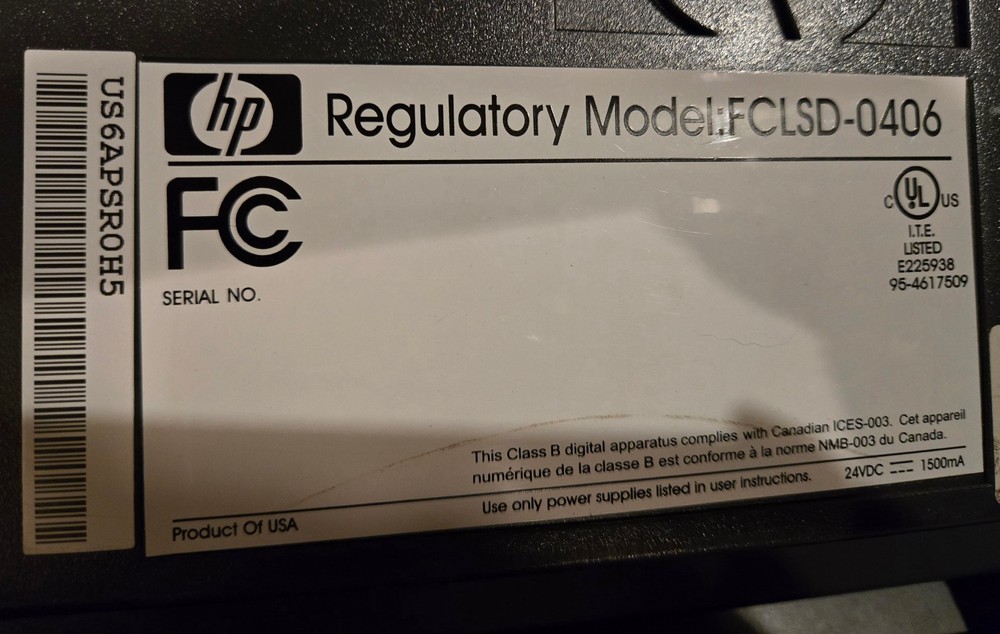 US6APSR0H5
hp
Regulatory Model:FCLSD-0406
FC
C UL US
I.T.E.
LISTED
E225938
95-4617509
SERIAL NO.
This Class B digital apparatus complies with Canadian ICES-003. Cet appareil
numérique de la classe B est conforme à la norme NMB-003 du Canada.
Use only power supplies listed in user instructions.
24VDC 1500mA
Product Of USA